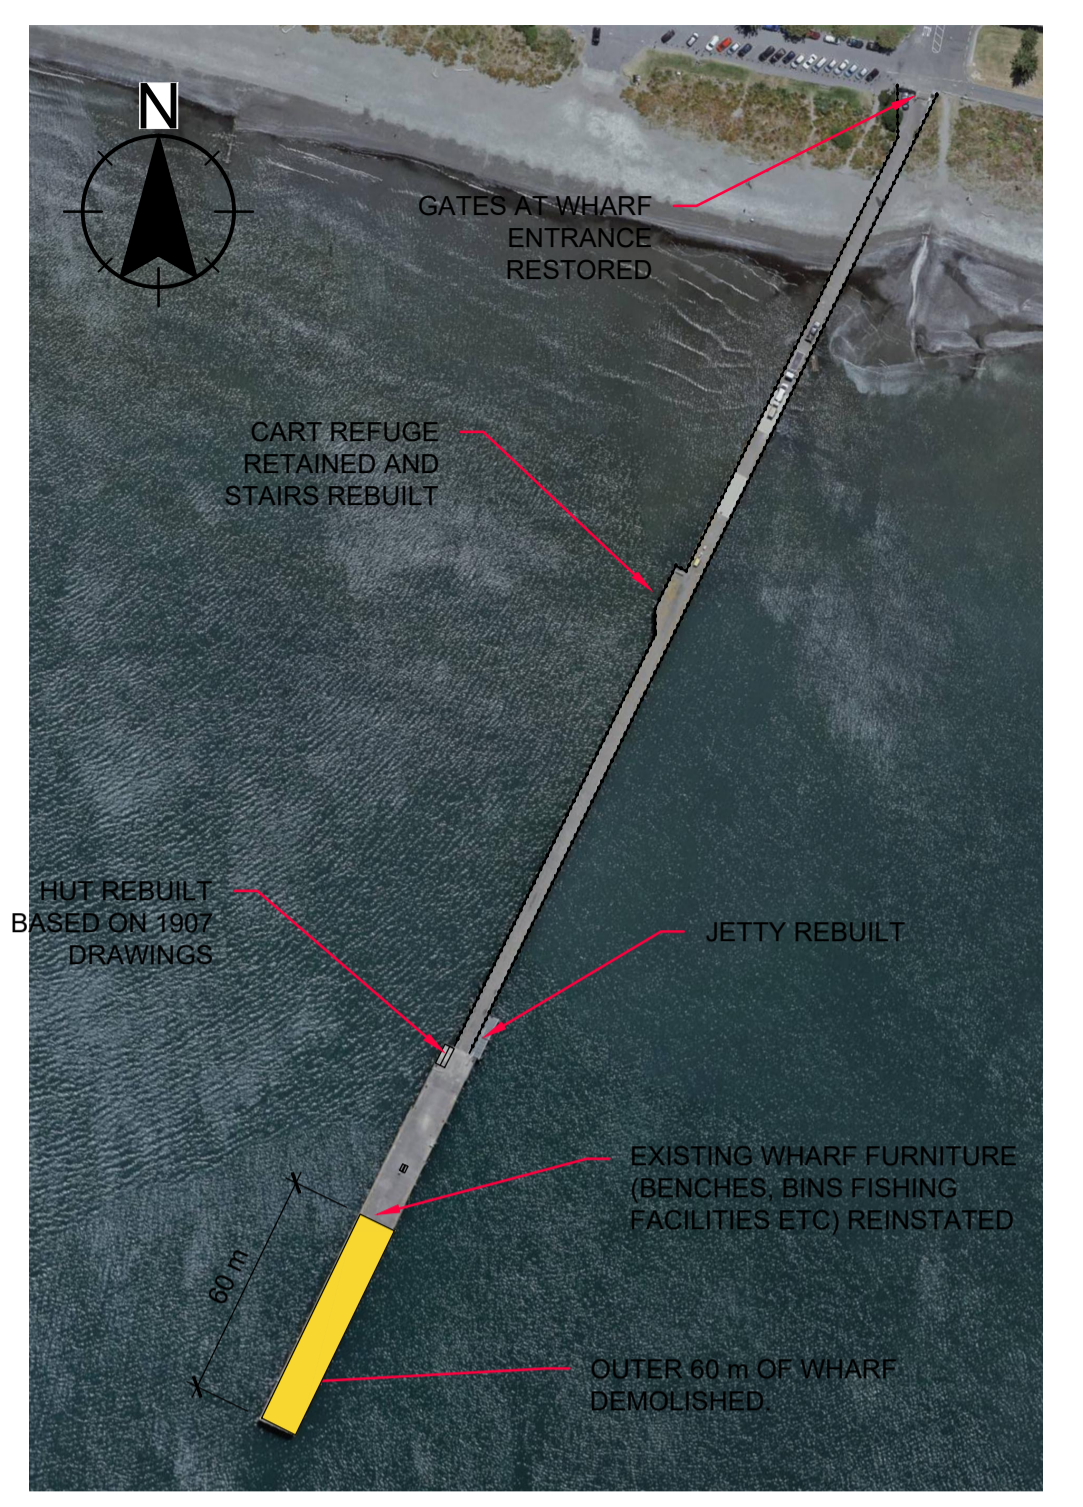 N
GATES AT WHARF
ENTRANCE
RESTORED
CART REFUGE
RETAINED AND
STAIRS REBUILT
HUT REBUILT
BASED ON 1907
DRAWINGS
JETTY REBUILT
EXISTING WHARF FURNITURE
(BENCHES, BINS FISHING
FACILITIES ETC) REINSTATED
60 m
OUTER 60 m OF WHARF
DEMOLISHED.